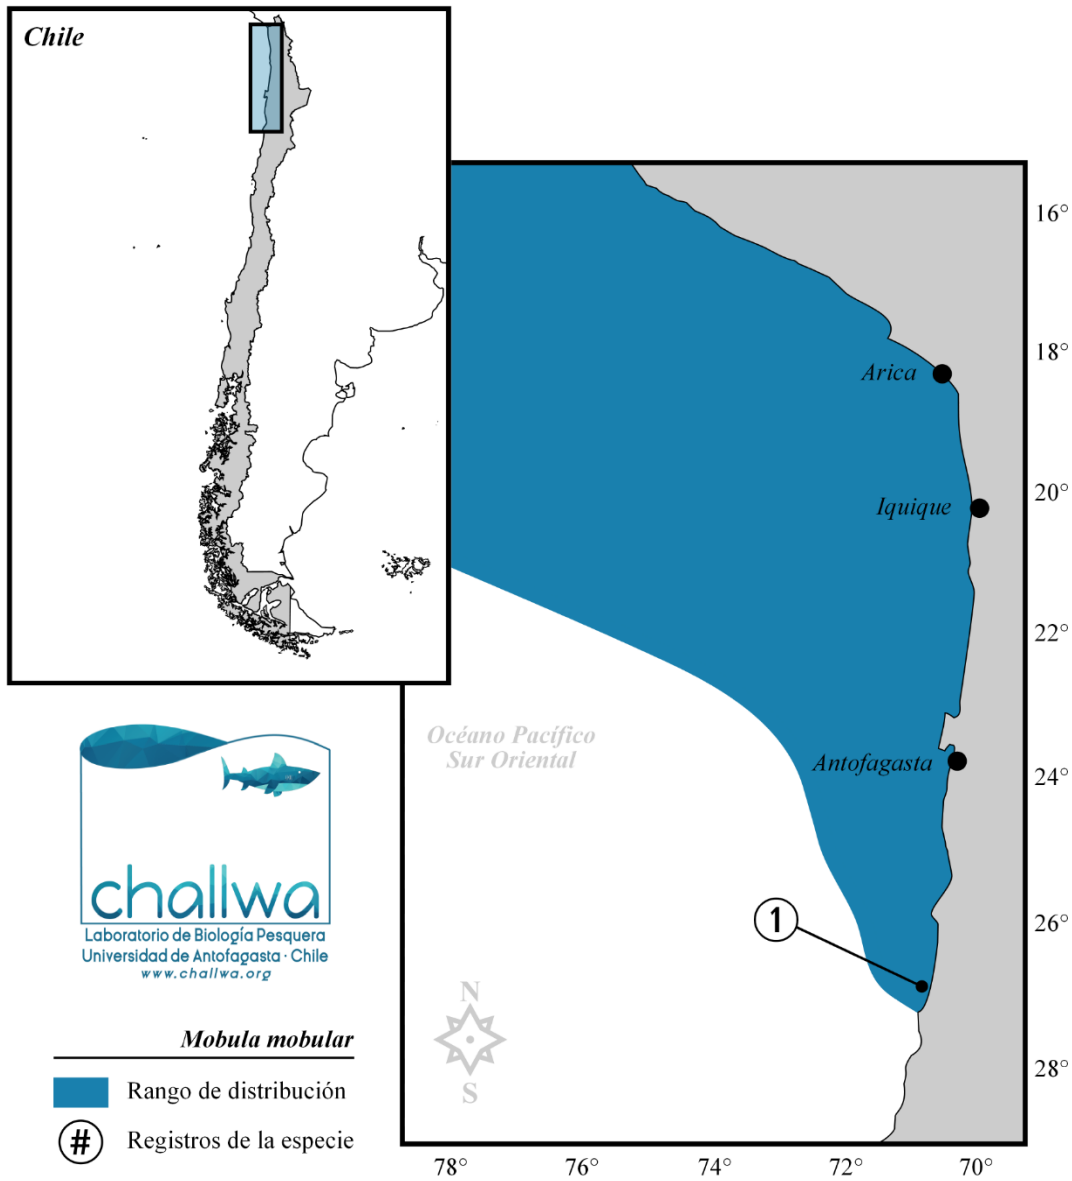 Chile
16°
18°
Arica
20°
Iquique
22°
Océano Pacífico
Sur Oriental
Antofagasta
24°
26°
1
28°
N
S
78°
76°
74°
72°
70°
challwa
Laboratorio de Biología Pesquera
Universidad de Antofagasta · Chile
www.challwa.org
Mobula mobular
Rango de distribución
# Registros de la especie